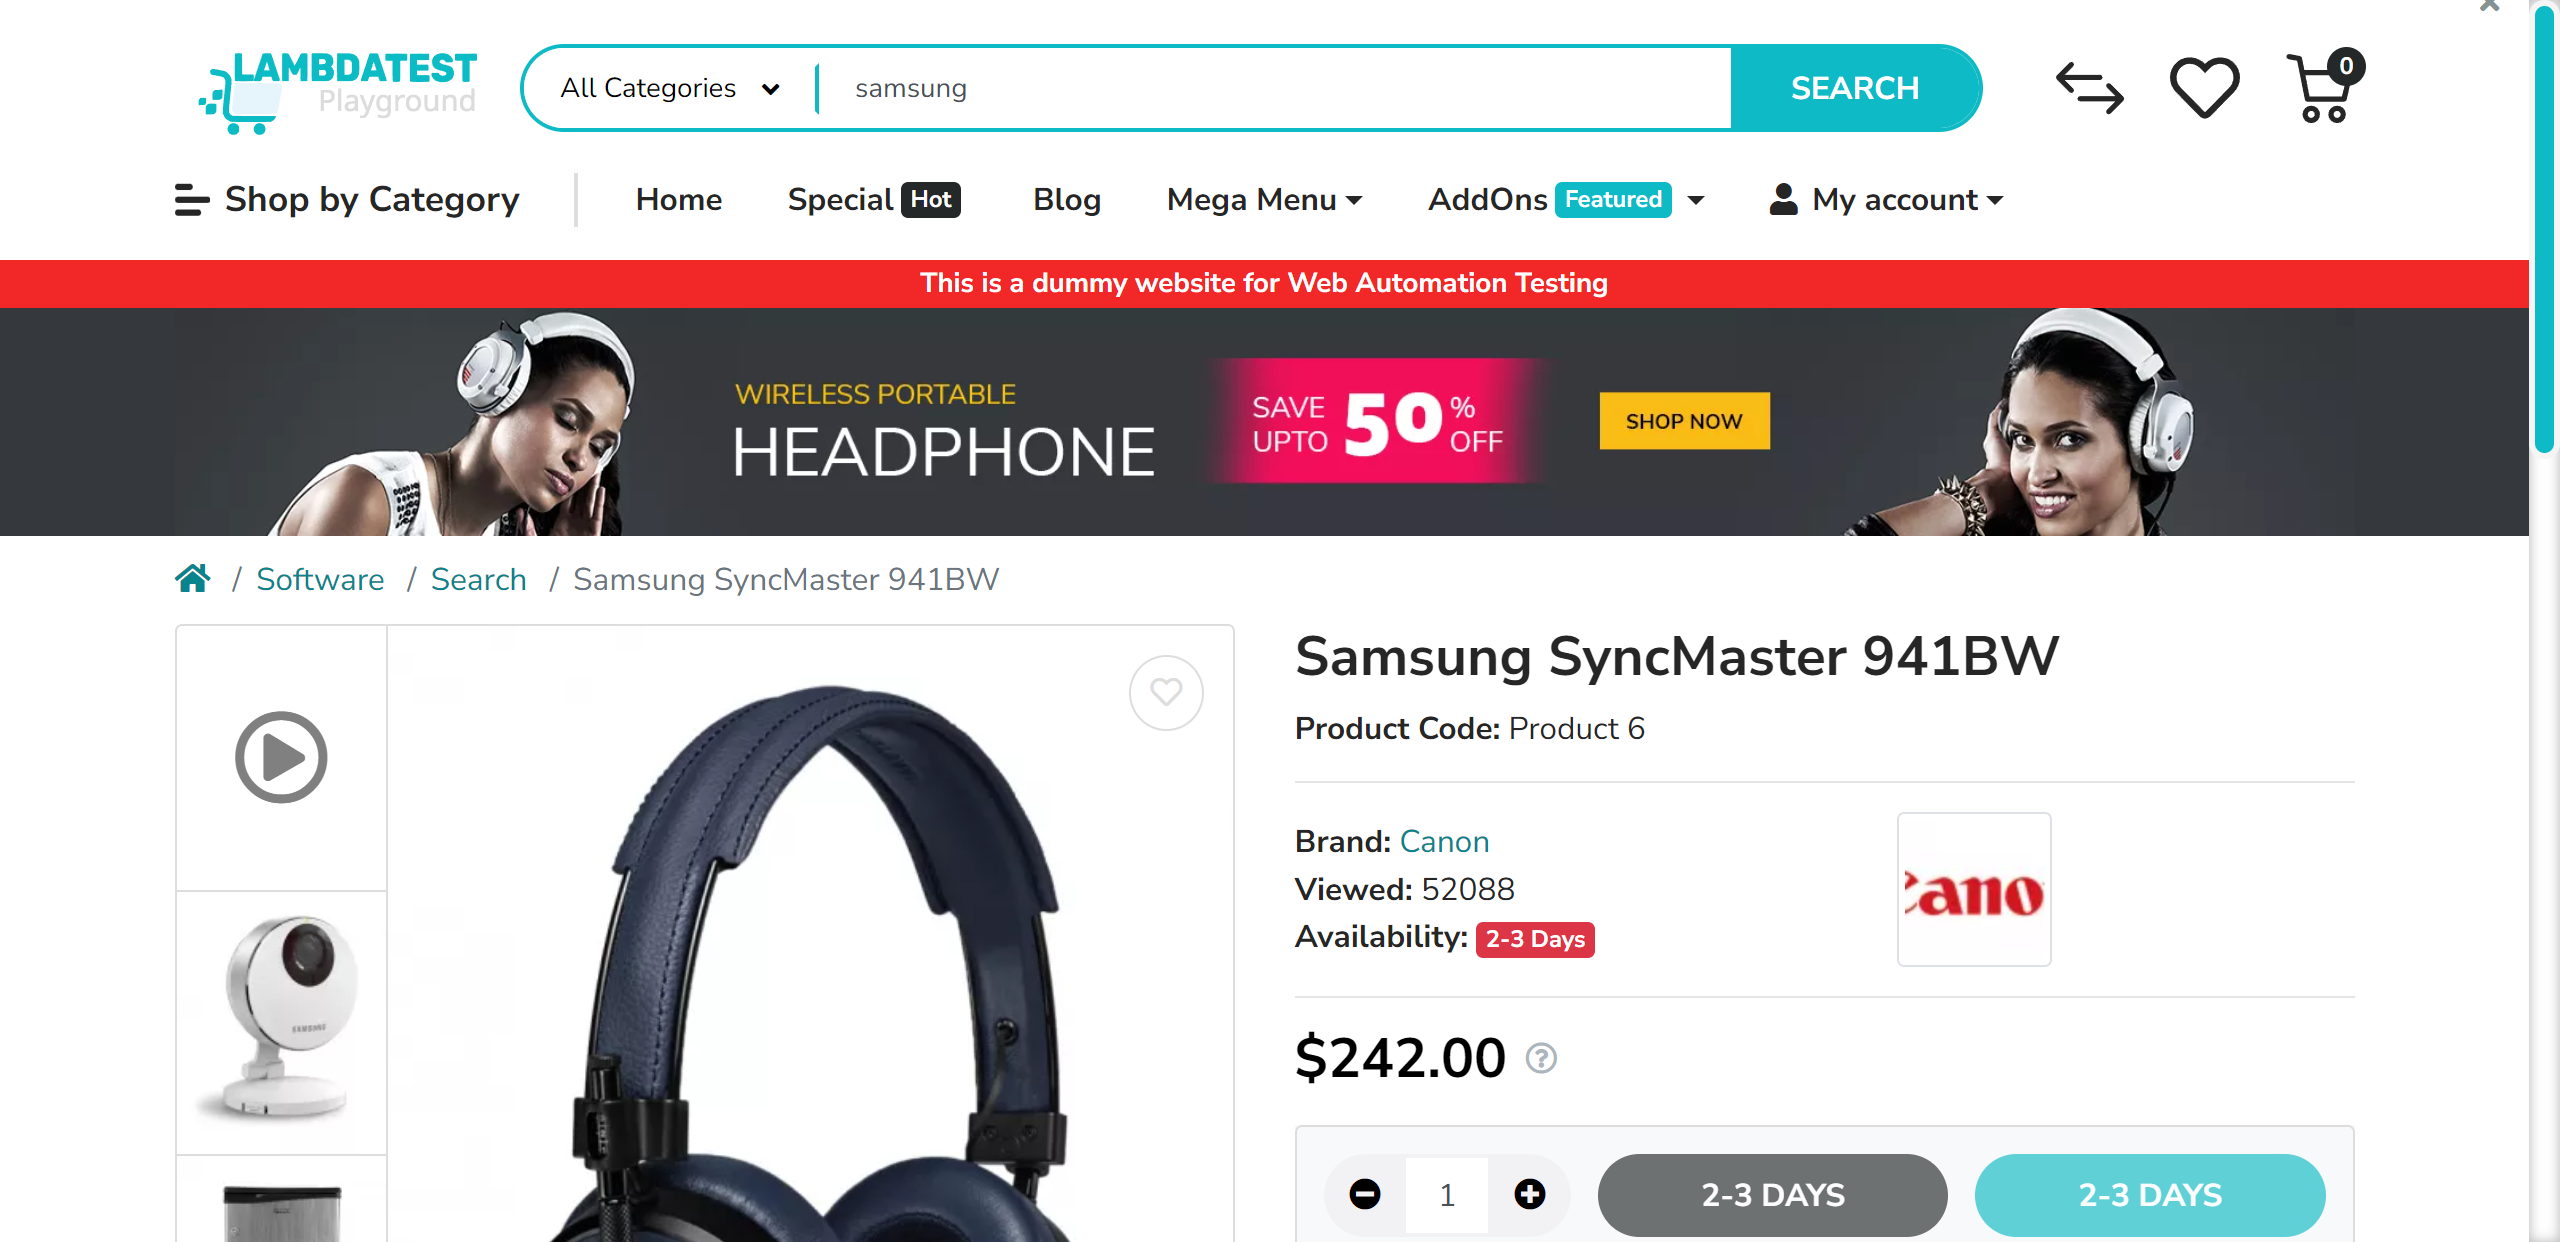 LAMBDATEST
Playground
All Categories
samsung
SEARCH
0
Shop by Category
Home
Special Hot
Blog
Mega Menu
AddOns Featured
My account
This is a dummy website for Web Automation Testing
WIRELESS PORTABLE
HEADPHONE
SAVE UPTO 50% OFF
SHOP NOW
/ Software / Search / Samsung SyncMaster 941BW
Samsung SyncMaster 941BW
Product Code: Product 6
Brand: Canon
Viewed: 52088
Availability: 2-3 Days
Cano
SAMSUNG
$242.00
1
2-3 DAYS
2-3 DAYS